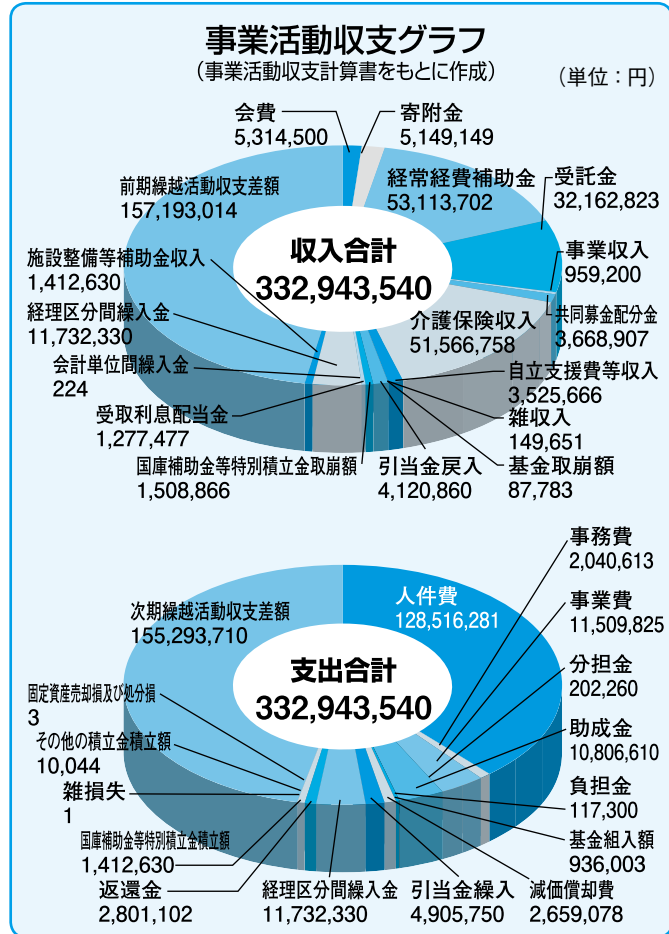 事業活動収支グラフ
(事業活動収支計算書をもとに作成)
(単位：円)
会費
5,314,500
寄附金
5,149,149
経常経費補助金
53,113,702
受託金
32,162,823
事業収入
959,200
共同募金配分金
3,668,907
介護保険収入
51,566,758
自立支援費等収入
3,525,666
雑収入
149,651
基金取崩額
87,783
引当金戻入
4,120,860
国庫補助金等特別積立金取崩額
1,508,866
受取利息配当金
1,277,477
会計単位間繰入金
224
経理区分間繰入金
11,732,330
施設整備等補助金収入
1,412,630
前期繰越活動収支差額
157,193,014
収入合計
332,943,540
人件費
128,516,281
事務費
2,040,613
事業費
11,509,825
分担金
202,260
助成金
10,806,610
負担金
117,300
基金組入額
936,003
減価償却費
2,659,078
引当金繰入
4,905,750
経理区分間繰入金
11,732,330
返還金
2,801,102
国庫補助金等特別積立金積立額
1,412,630
雑損失
1
その他の積立金積立額
10,044
固定資産売却損及び処分損
3
次期繰越活動収支差額
155,293,710
支出合計
332,943,540